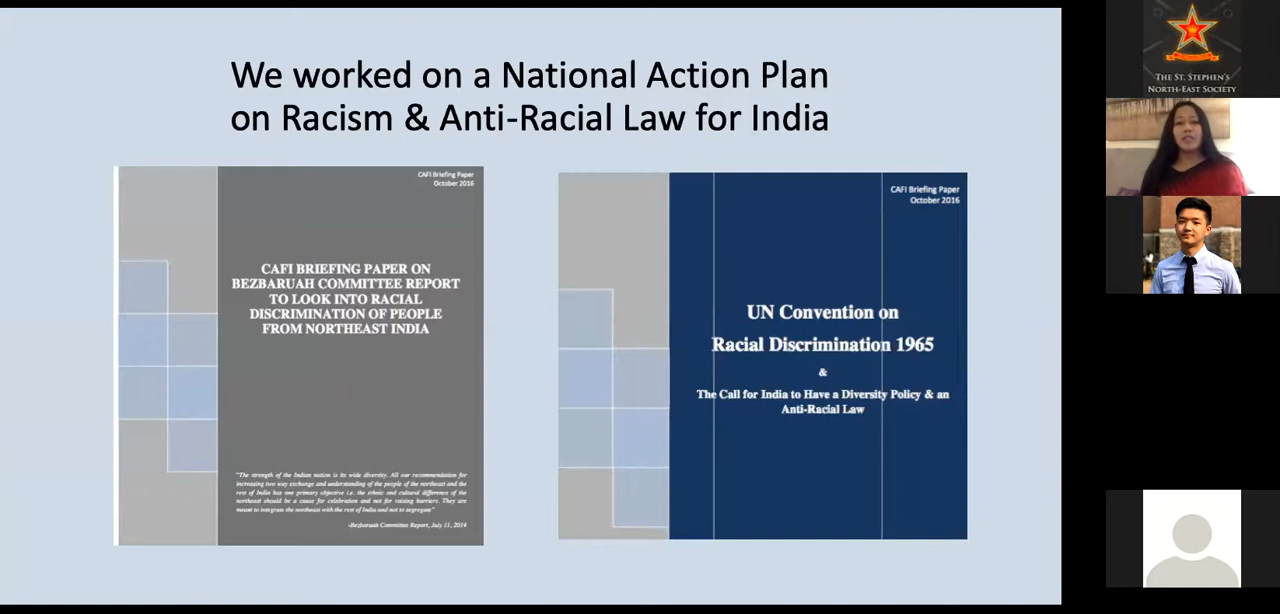 We worked on a National Action Plan
on Racism & Anti-Racial Law for India
CAFI Briefing Paper
October 2016
CAFI BRIEFING PAPER ON
BEZBARUAH COMMITTEE REPORT
TO LOOK INTO RACIAL
DISCRIMINATION OF PEOPLE
FROM NORTHEAST INDIA
"The strength of the Indian nation is its wide diversity. All our recommendation for
increasing two way exchange and understanding of the people of the northeast and the
rest of India has one primary objective i.e. the ethnic and cultural difference of the
northeast should be a cause for celebration and not for raising barriers. They are
meant to integrate the northeast with the rest of India and not to segregate"
-Bezbaruah Committee Report, July 11, 2014
CAFI Briefing Paper
October 2016
UN Convention on
Racial Discrimination 1965
&
The Call for India to Have a Diversity Policy & an
Anti-Racial Law
THE ST. STEPHEN'S
NORTH-EAST SOCIETY